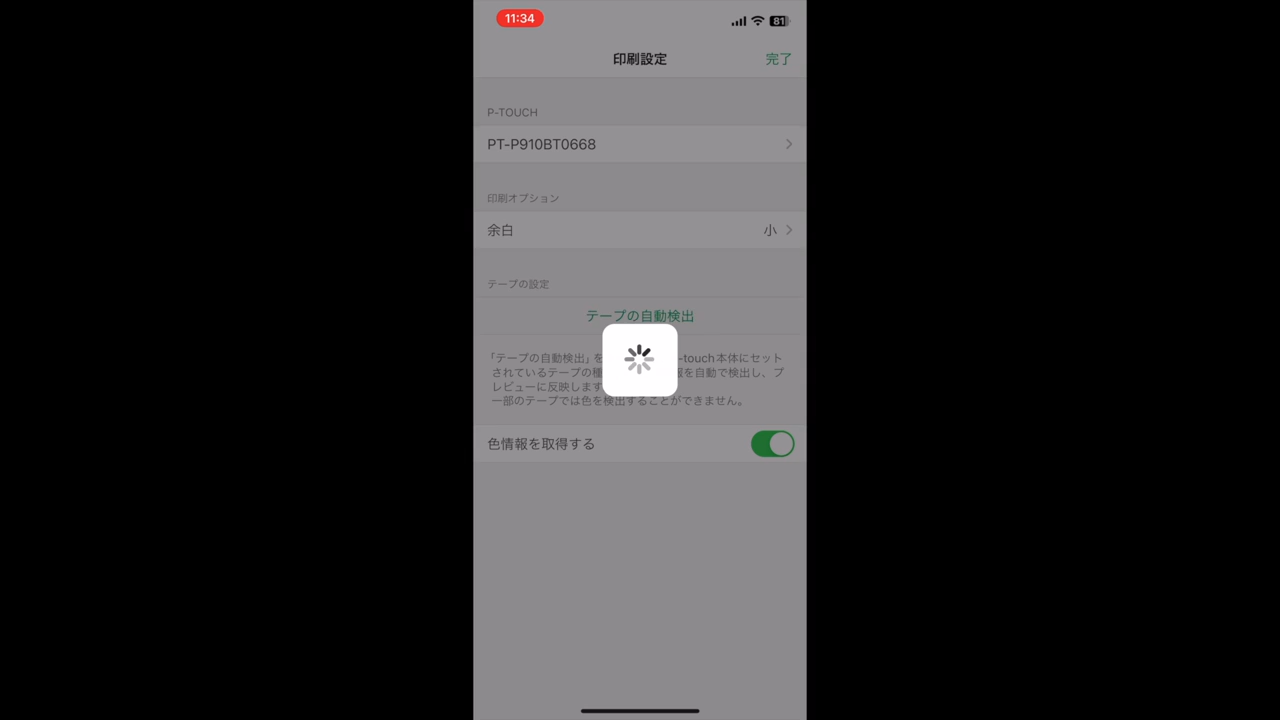 11:34
81
印刷設定
完了
P-TOUCH
PT-P910BT0668
印刷オプション
余白
小
テープの設定
テープの自動検出
「テープの自動検出」を -touch本体にセット
されているテープの種 報を自動で検出し、プ
レビューに反映します
一部のテープでは色を検出することができません。
色情報を取得する